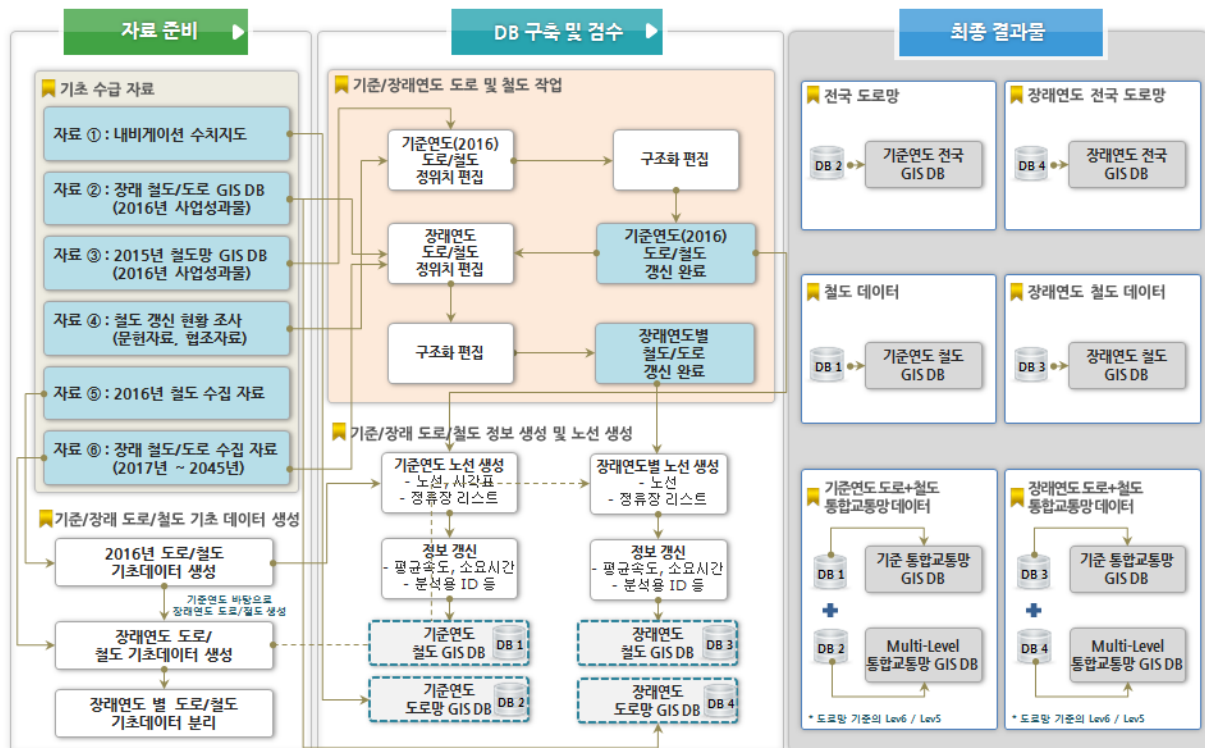 자료 준비
DB 구축 및 검수
최종 결과물
기초 수급 자료
자료 ① : 내비게이션 수치지도
자료 ② : 장래 철도/도로 GIS DB
(2016년 사업성과물)
자료 ③ : 2015년 철도망 GIS DB
(2016년 사업성과물)
자료 ④ : 철도 갱신 현황 조사
(문헌자료, 협조자료)
자료 ⑤ : 2016년 철도 수집 자료
자료 ⑥ : 장래 철도/도로 수집 자료
(2017년 ~ 2045년)
기준/장래 도로/철도 기초 데이터 생성
2016년 도로/철도
기초데이터 생성
기준연도 바탕으로
장래연도 도로/철도 생성
장래연도 도로/
철도 기초데이터 생성
장래연도 별 도로/철도
기초데이터 분리
기준/장래연도 도로 및 철도 작업
기준연도(2016)
도로/철도
정위치 편집
구조화 편집
장래연도
도로/철도
정위치 편집
기준연도(2016)
도로/철도
갱신 완료
구조화 편집
장래연도별
철도/도로
갱신 완료
기준/장래 도로/철도 정보 생성 및 노선 생성
기준연도 노선 생성
- 노선, 시각표
- 정류장 리스트
장래연도별 노선 생성
- 노선
- 정류장 리스트
정보 갱신
- 평균속도, 소요시간
- 분석용 ID 등
정보 갱신
- 평균속도, 소요시간
- 분석용 ID 등
기준연도
철도 GIS DB
DB 1
장래연도
철도 GIS DB
DB 3
기준연도
도로망 GIS DB
DB 2
장래연도
도로망 GIS DB
DB 4
전국 도로망
DB 2
기준연도 전국
GIS DB
장래연도 전국 도로망
DB 4
장래연도 전국
GIS DB
철도 데이터
DB 1
기준연도 철도
GIS DB
장래연도 철도 데이터
DB 3
장래연도 철도
GIS DB
기준연도 도로+철도
통합교통망데이터
DB 1
기준 통합교통망
GIS DB
DB 2
Multi-Level
통합교통망 GIS DB
* 도로망 기준의 Lev6 / Lev5
장래연도 도로+철도
통합교통망데이터
DB 3
장래 통합교통망
GIS DB
DB 4
Multi-Level
통합교통망 GIS DB
* 도로망 기준의 Lev6 / Lev5